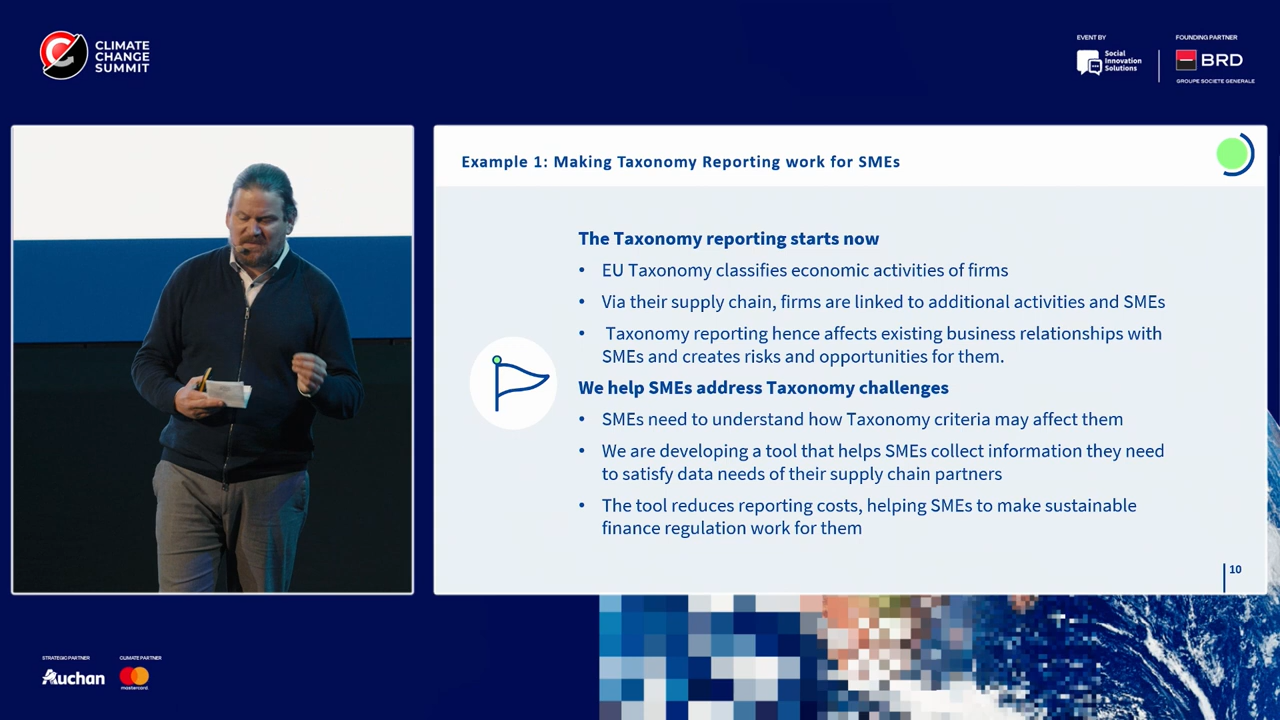 CLIMATE
CHANGE
SUMMIT
EVENT BY
Social
Innovation
Solutions
FOUNDING PARTNER
BRD
GROUPE SOCIETE GENERALE
Example 1: Making Taxonomy Reporting work for SMEs
The Taxonomy reporting starts now
• EU Taxonomy classifies economic activities of firms
• Via their supply chain, firms are linked to additional activities and SMEs
• Taxonomy reporting hence affects existing business relationships with
SMEs and creates risks and opportunities for them.
We help SMEs address Taxonomy challenges
• SMEs need to understand how Taxonomy criteria may affect them
• We are developing a tool that helps SMEs collect information they need
to satisfy data needs of their supply chain partners
• The tool reduces reporting costs, helping SMEs to make sustainable
finance regulation work for them
10
STRATEGIC PARTNER
Auchan
CLIMATE PARTNER
mastercard